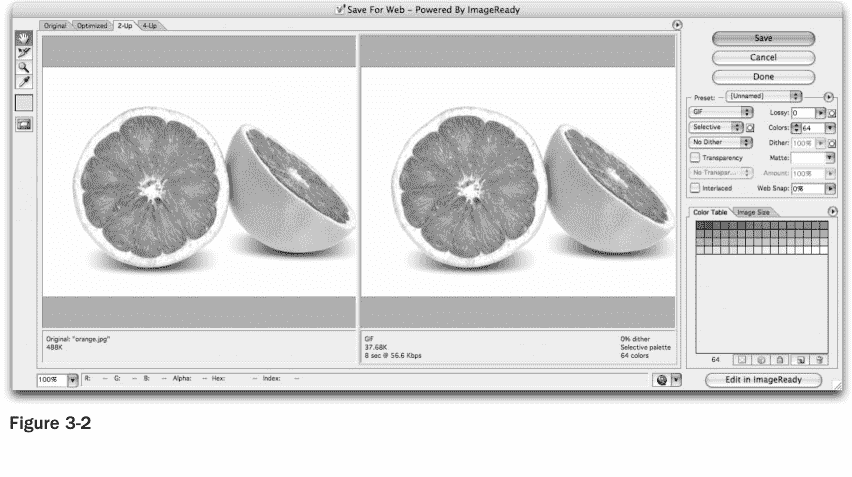 Save For Web - Powered By ImageReady
Original Optimized 2-Up 4-Up
Save
Cancel
Done
Preset: [Unnamed]
GIF Lossy: 0
Selective Colors: 64
No Dither Dither: 100%
Transparency Matte:
No Transpar... Amount: 100%
Interlaced Web Snap: 0%
Color Table Image Size
64
Original: "orange.jpg"
488K
GIF 0% dither
37.68K Selective palette
8 sec @ 56.6 Kbps 64 colors
100% R: -- G: -- B: -- Alpha: -- Hex: -- Index: --
Edit in ImageReady
Figure 3-2